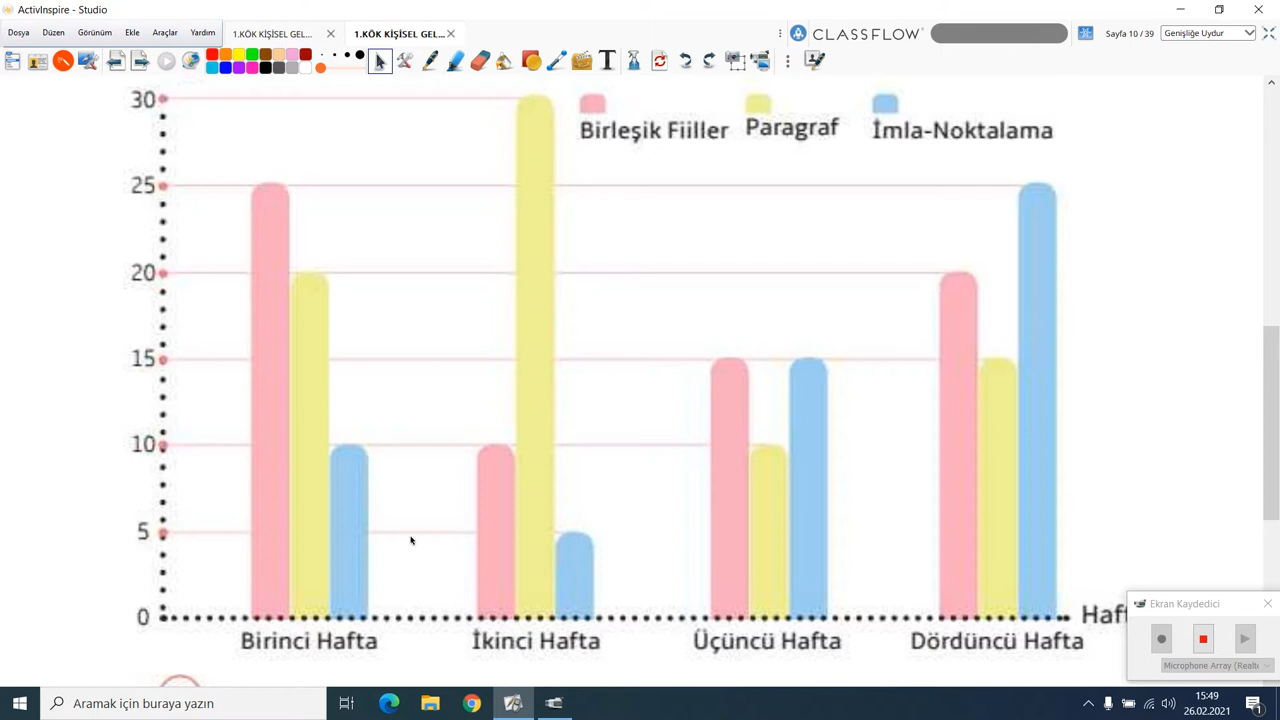 ActivInspire - Studio
Dosya Düzen Görünüm Ekle Araçlar Yardım
1.KÖK KİŞİSEL GEL... 1.KÖK KİŞİSEL GEL...
CLASSFLOW
Sayfa 10 / 39 Genişliğe Uydur
Birleşik Fiiller Paragraf İmla-Noktalama
30
25
20
15
10
5
0
Birinci Hafta İkinci Hafta Üçüncü Hafta Dördüncü Hafta
Haft
Ekran Kaydedici
Microphone Array (Realte
Aramak için buraya yazın
15:49
26.02.2021
1